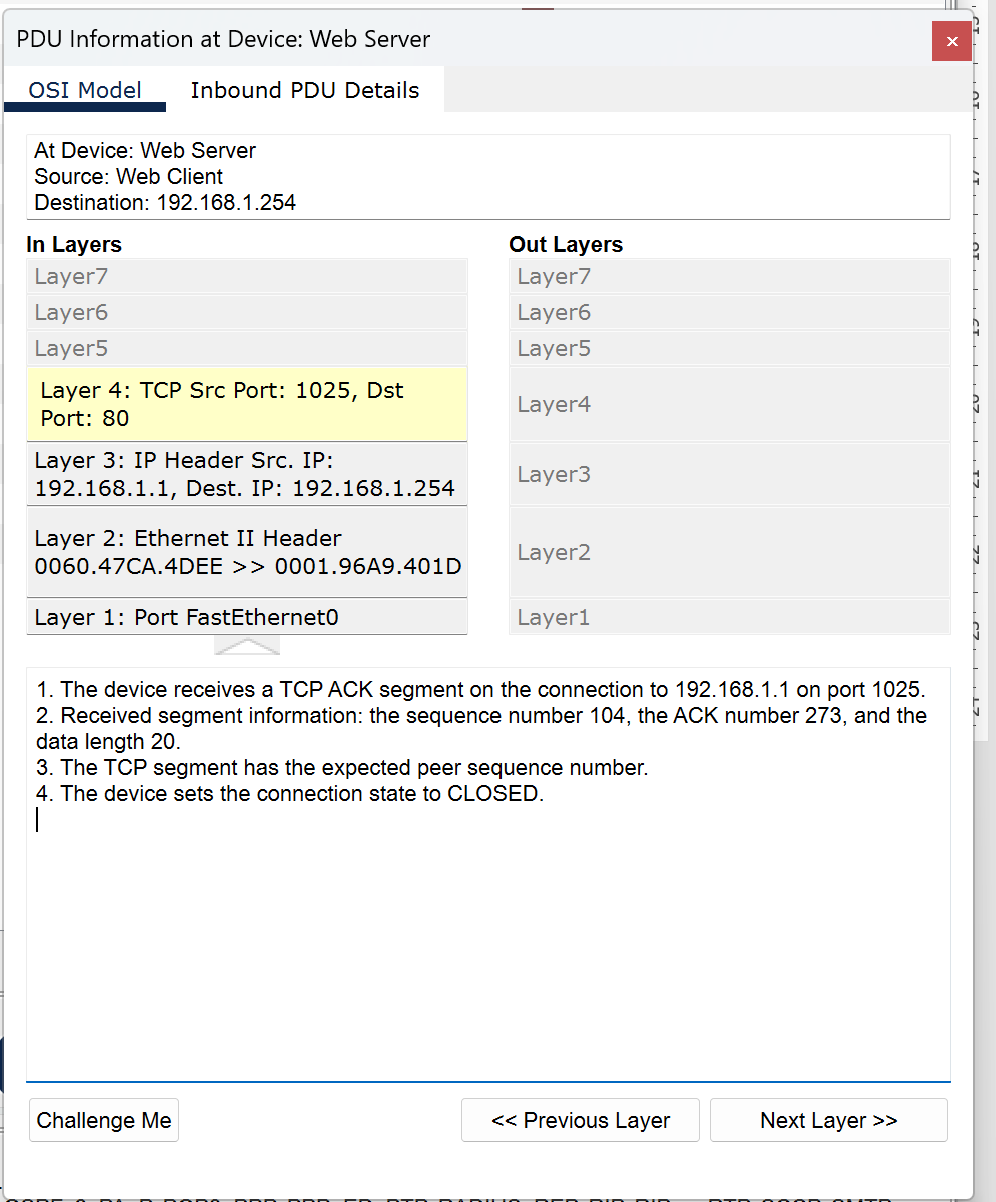 PDU Information at Device: Web Server
×
OSI Model
Inbound PDU Details
At Device: Web Server
Source: Web Client
Destination: 192.168.1.254
In Layers
Layer7
Layer6
Layer5
Layer 4: TCP Src Port: 1025, Dst
Port: 80
Layer 3: IP Header Src. IP:
192.168.1.1, Dest. IP: 192.168.1.254
Layer 2: Ethernet II Header
0060.47CA.4DEE >> 0001.96A9.401D
Layer 1: Port FastEthernet0
Out Layers
Layer7
Layer6
Layer5
Layer4
Layer3
Layer2
Layer1
1. The device receives a TCP ACK segment on the connection to 192.168.1.1 on port 1025.
2. Received segment information: the sequence number 104, the ACK number 273, and the
data length 20.
3. The TCP segment has the expected peer sequence number.
4. The device sets the connection state to CLOSED.
Challenge Me
<< Previous Layer
Next Layer >>